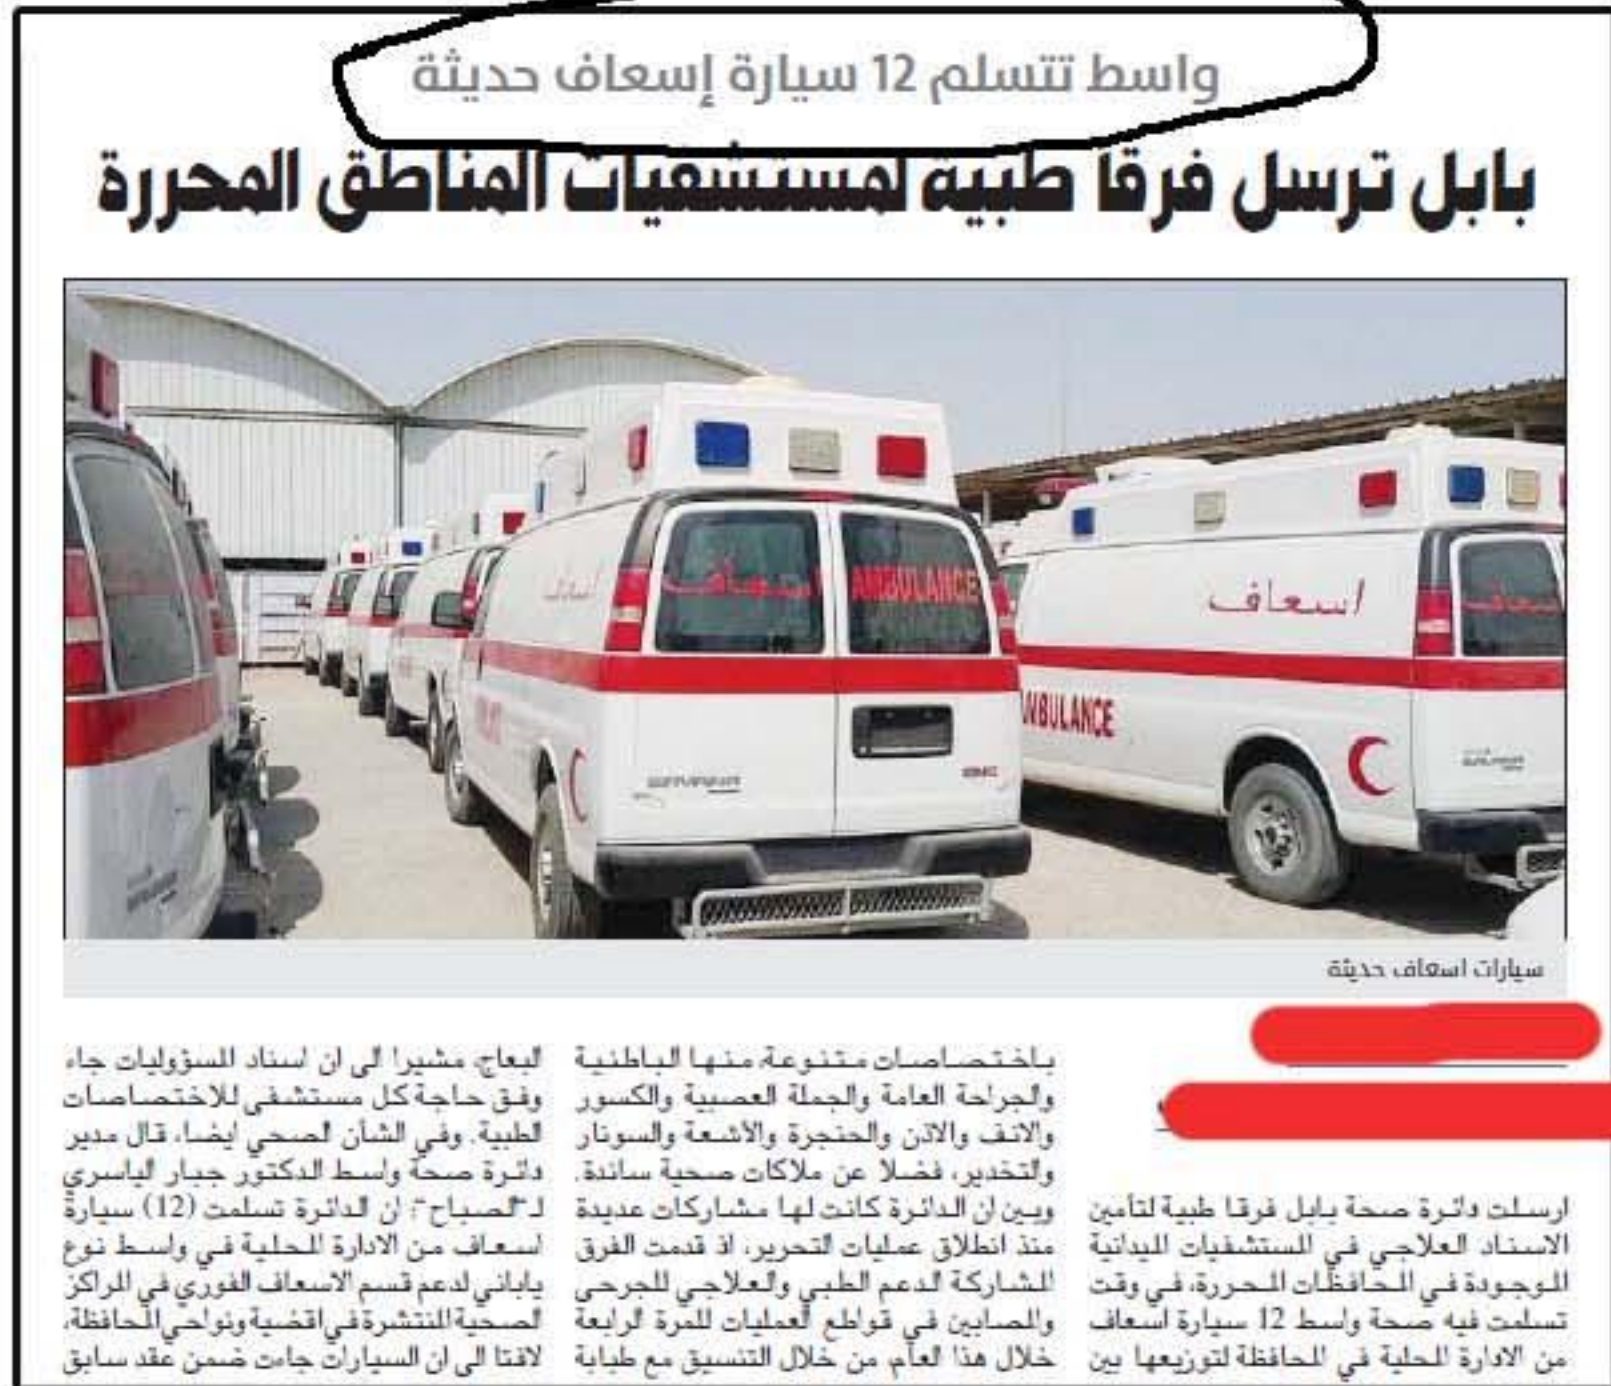 واسط تتسلم 12 سيارة إسعاف حديثة
بابل ترسل فرقا طبية لمستشفيات المناطق المحررة
اسعاف
اسعاف AMBULANCE
اسعاف
AMBULANCE
SAVANA
GMC
سيارات اسعاف حديثة
ارسلت دائرة صحة بابل فرقا طبية لتأمين
الاسناد العلاجي في المستشفيات الميدانية
الموجودة في المحافظات المحررة، في وقت
تسلمت فيه صحة واسط 12 سيارة اسعاف
من الادارة المحلية في المحافظة لتوزيعها بين
باختصاصات متنوعة، منها الباطنية
والجراحة العامة والجملة العصبية والكسور
والانف والاذن والحنجرة والاشعة والسونار
والتخدير، فضلا عن ملاكات صحية ساندة.
وبين ان الدائرة كانت لها مشاركات عديدة
منذ انطلاق عمليات التحرير، اذ قدمت الفرق
المشاركة الدعم الطبي والعلاجي للجرحى
والمصابين في قواطع العمليات للمرة الرابعة
خلال هذا العام، من خلال التنسيق مع طبابة
البعاج، مشيرا الى ان اسناد المسؤوليات جاء
وفق حاجة كل مستشفى للاختصاصات
الطبية. وفي الشأن الصحي ايضا، قال مدير
دائرة صحة واسط الدكتور جبار الياسري
لـ"الصباح": ان الدائرة تسلمت (12) سيارة
اسعاف من الادارة المحلية في واسط نوع
ياباني لدعم قسم الاسعاف الفوري في المراكز
الصحية المنتشرة في اقضية ونواحي المحافظة،
لافتا الى ان السيارات جاءت ضمن عقد سابق